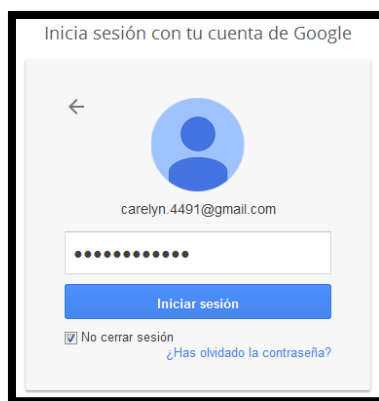 Inicia sesión con tu cuenta de Google
carelyn.4491@gmail.com
••••••••••••
Iniciar sesión
No cerrar sesión
¿Has olvidado la contraseña?